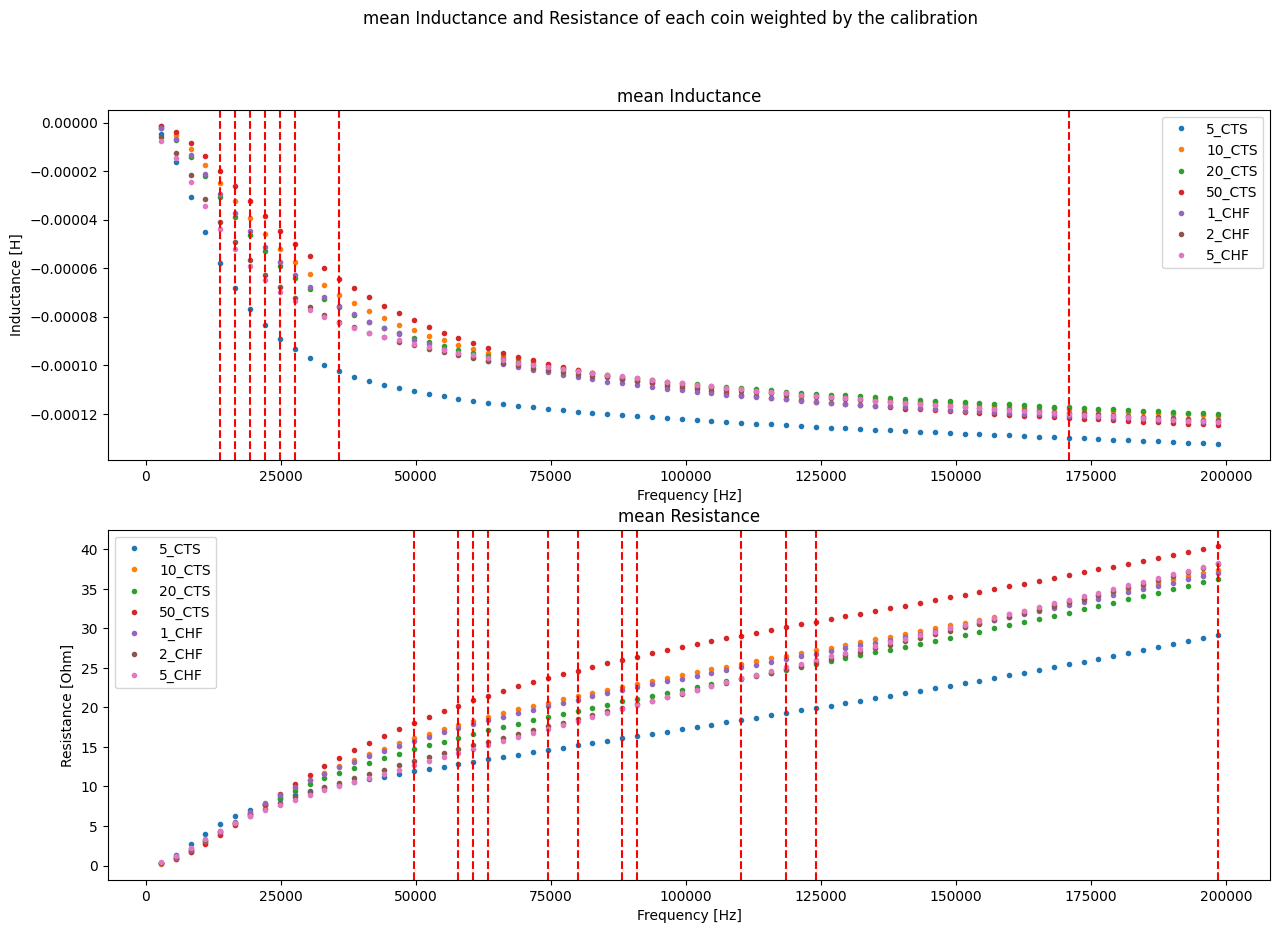 mean Inductance and Resistance of each coin weighted by the calibration
mean Inductance
Inductance [H]
0.00000
−0.00002
−0.00004
−0.00006
−0.00008
−0.00010
−0.00012
5_CTS
10_CTS
20_CTS
50_CTS
1_CHF
2_CHF
5_CHF
0 25000 50000 75000 100000 125000 150000 175000 200000
Frequency [Hz]
mean Resistance
Resistance [Ohm]
40
35
30
25
20
15
10
5
0
5_CTS
10_CTS
20_CTS
50_CTS
1_CHF
2_CHF
5_CHF
0 25000 50000 75000 100000 125000 150000 175000 200000
Frequency [Hz]